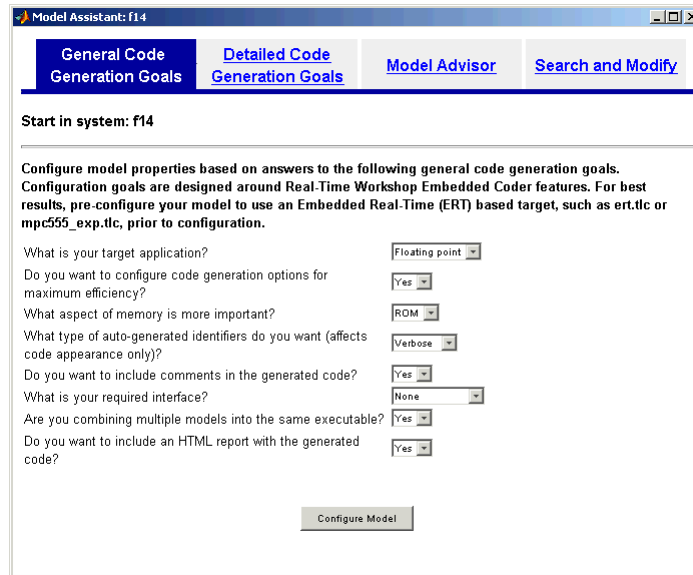 Model Assistant: f14
General Code Generation Goals
Detailed Code Generation Goals
Model Advisor
Search and Modify
Start in system: f14
Configure model properties based on answers to the following general code generation goals.
Configuration goals are designed around Real-Time Workshop Embedded Coder features. For best
results, pre-configure your model to use an Embedded Real-Time (ERT) based target, such as ert.tlc or
mpc555_exp.tlc, prior to configuration.
What is your target application? Floating point
Do you want to configure code generation options for
maximum efficiency? Yes
What aspect of memory is more important? ROM
What type of auto-generated identifiers do you want (affects
code appearance only)? Verbose
Do you want to include comments in the generated code? Yes
What is your required interface? None
Are you combining multiple models into the same executable? Yes
Do you want to include an HTML report with the generated
code? Yes
Configure Model